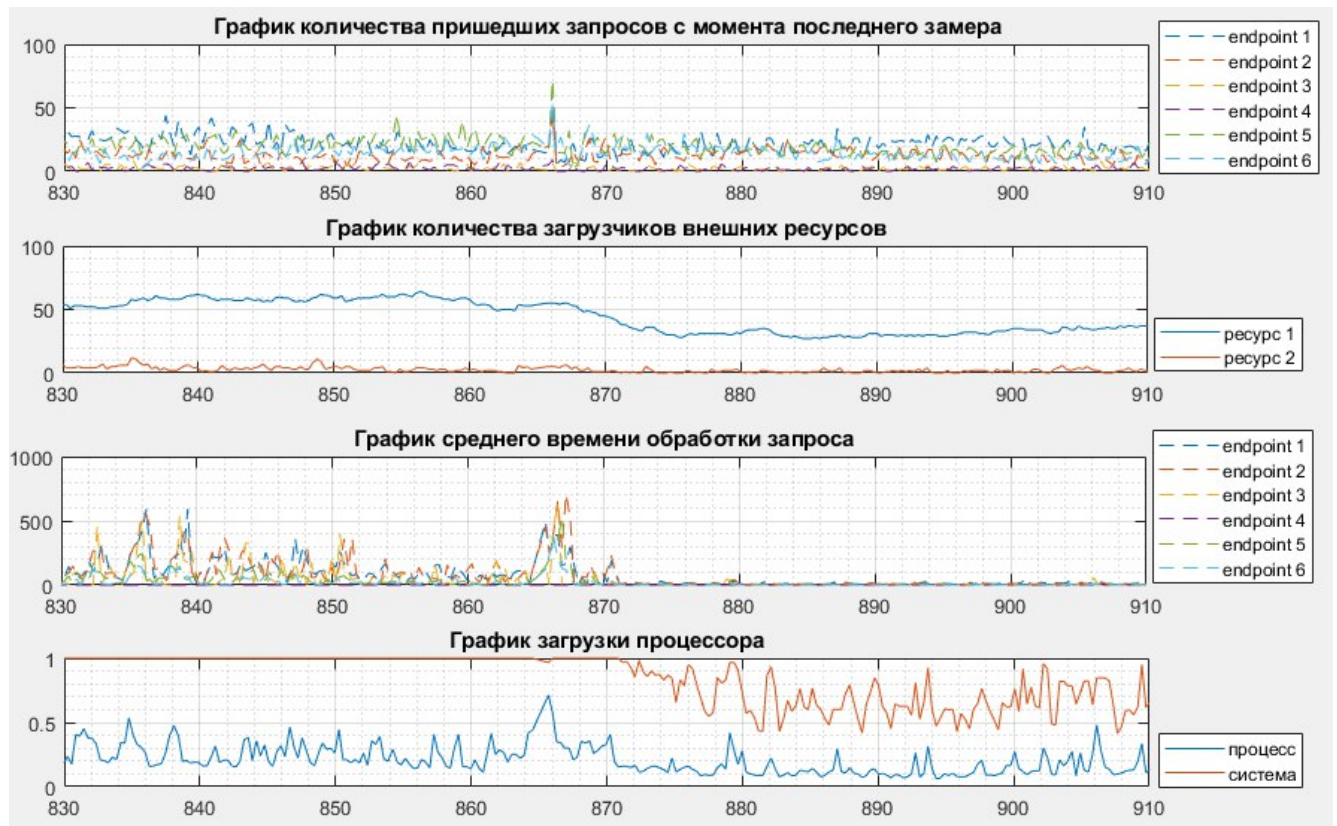 График количества пришедших запросов с момента последнего замера
100
50
0
830 840 850 860 870 880 890 900 910
endpoint 1
endpoint 2
endpoint 3
endpoint 4
endpoint 5
endpoint 6
График количества загрузчиков внешних ресурсов
100
50
0
830 840 850 860 870 880 890 900 910
ресурс 1
ресурс 2
График среднего времени обработки запроса
1000
500
0
830 840 850 860 870 880 890 900 910
endpoint 1
endpoint 2
endpoint 3
endpoint 4
endpoint 5
endpoint 6
График загрузки процессора
1
0.5
0
830 840 850 860 870 880 890 900 910
процесс
система